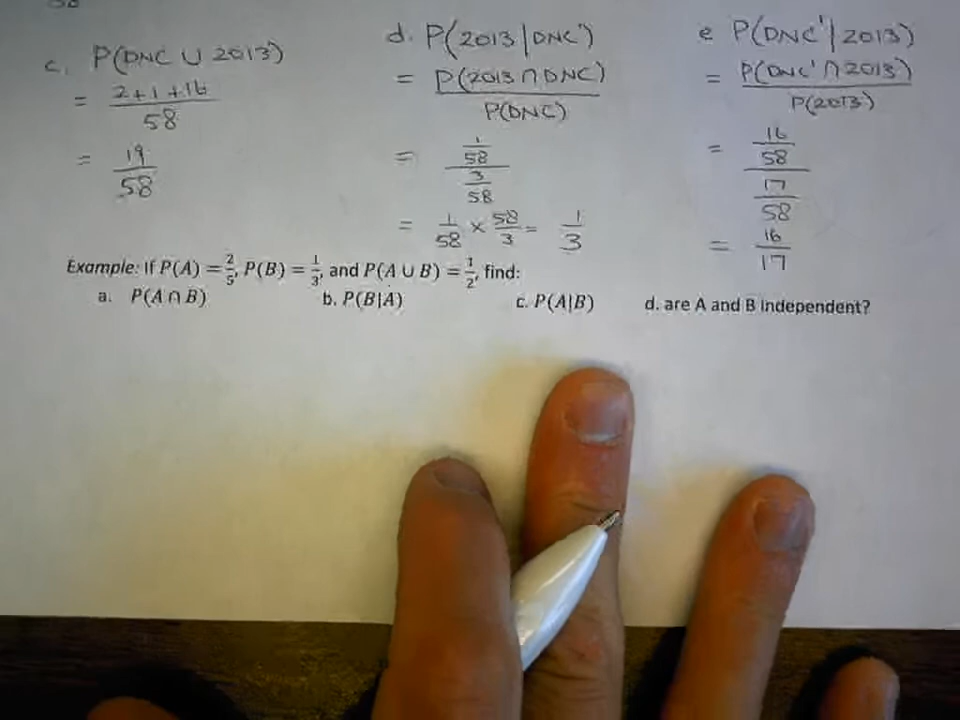 58
c. P(DNC ∪ 2013)
= 2+1+16/58
= 19/58
d. P(2013|DNC)
= P(2013 ∩ DNC)/P(DNC)
= 1/58 / 3/58
= 1/58 × 58/3 = 1/3
e P(DNC'|2013)
= P(DNC' ∩ 2013)/P(2013)
= 16/58 / 17/58
= 16/17
Example: If P(A) = 2/5, P(B) = 1/3, and P(A ∪ B) = 1/2, find:
a. P(A ∩ B) b. P(B|A) c. P(A|B) d. are A and B independent?